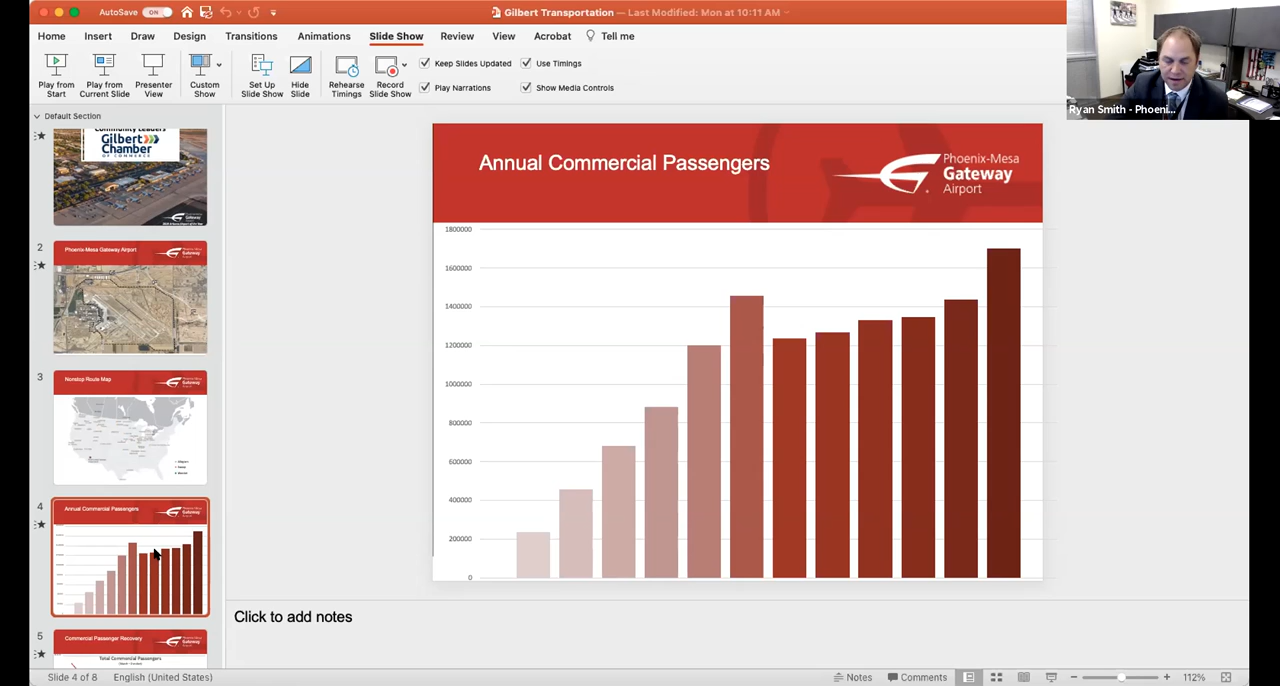 AutoSave ON
Gilbert Transportation — Last Modified: Mon at 10:11 AM
Home Insert Draw Design Transitions Animations Slide Show Review View Acrobat Tell me
Play from Start
Play from Current Slide
Presenter View
Custom Show
Set Up Slide Show
Hide Slide
Rehearse Timings
Record Slide Show
Keep Slides Updated
Use Timings
Play Narrations
Show Media Controls
Ryan Smith - Phoeni...
Default Section
Community Leaders
Gilbert
Chamber
OF COMMERCE
2
Phoenix-Mesa Gateway Airport
3
Nonstop Route Map
4
Annual Commercial Passengers
5
Commercial Passenger Recovery
Total Commercial Passengers
Annual Commercial Passengers
Phoenix-Mesa
Gateway
Airport
1800000
1600000
1400000
1200000
1000000
800000
600000
400000
200000
0
Click to add notes
Slide 4 of 8 English (United States)
Notes Comments 112%